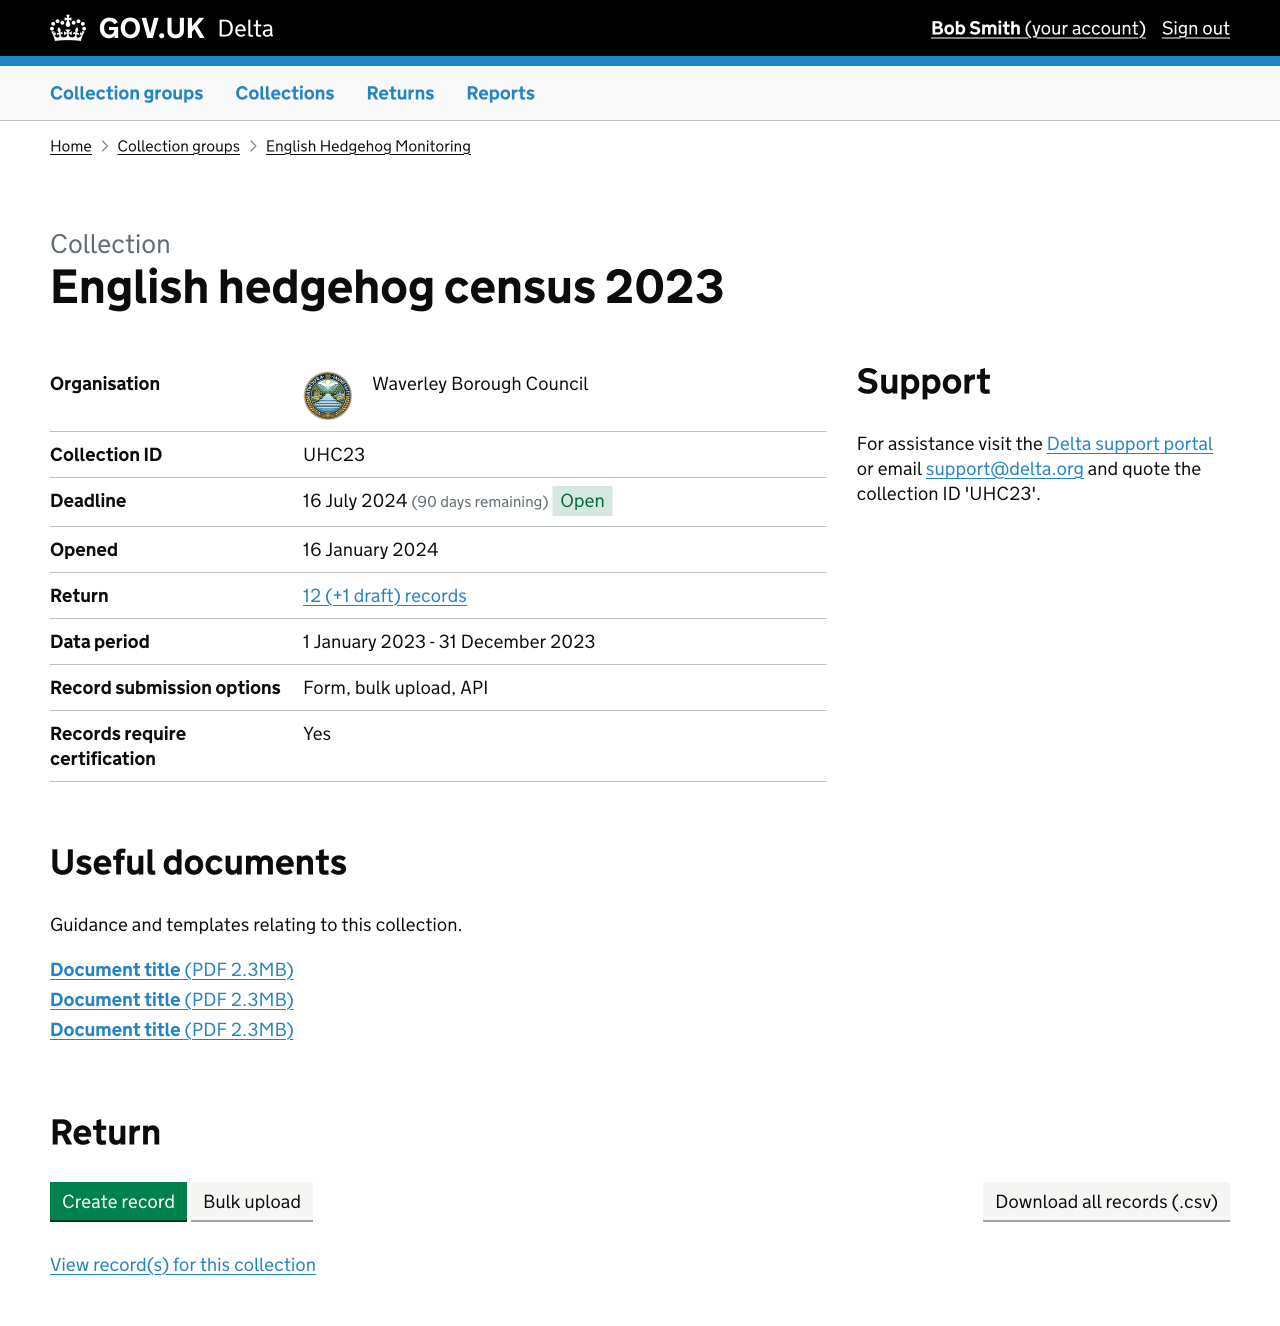 GOV.UK Delta
Bob Smith (your account) Sign out
Collection groups Collections Returns Reports
Home Collection groups English Hedgehog Monitoring
Collection
English hedgehog census 2023
Organisation Waverley Borough Council
Collection ID UHC23
Deadline 16 July 2024 (90 days remaining) Open
Opened 16 January 2024
Return 12 (+1 draft) records
Data period 1 January 2023 - 31 December 2023
Record submission options Form, bulk upload, API
Records require Yes
certification
Support
For assistance visit the Delta support portal
or email support@delta.org and quote the
collection ID 'UHC23'.
Useful documents
Guidance and templates relating to this collection.
Document title (PDF 2.3MB)
Document title (PDF 2.3MB)
Document title (PDF 2.3MB)
Return
Create record Bulk upload Download all records (.csv)
View record(s) for this collection